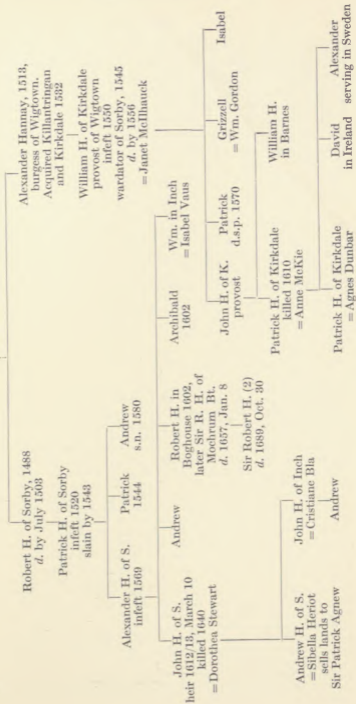 Robert H. of Sorby, 1488
d. by July 1503
Alexander Hannay, 1513,
burgess of Wigtown.
Acquired Killantringan
and Kirkdale 1532
Patrick H. of Sorby
infeft 1520
slain by 1543
William H. of Kirkdale
provost of Wigtown
infeft 1550
wardator of Sorby, 1545
d. by 1556
=Janet McIlhauck
Alexander H. of S.
infeft 1569
Patrick
1544
Andrew
s.n. 1580
John H. of S.
heir 1612/13, March 10
killed 1640
=Dorothea Stewart
Andrew
Robert H. in
Boghouse 1602,
later Sir R. H. of
Mochrum Bt.
d. 1657, Jan. 8
Archibald
1602
Wm. in Inch
=Isabel Vaus
John H. of K.
provost
Patrick
d.s.p. 1570
Grizzell
=Wm. Gordon
Isabel
Sir Robert H. (2)
d. 1689, Oct. 30
Patrick H. of Kirkdale
killed 1610
=Anne McKie
William H.
in Barnes
Andrew H. of S.
=Sibella Heriot
sells lands to
Sir Patrick Agnew
John H. of Inch
=Cristiane Bla
Andrew
Patrick H. of Kirkdale
=Agnes Dunbar
David
in Ireland
Alexander
serving in Sweden